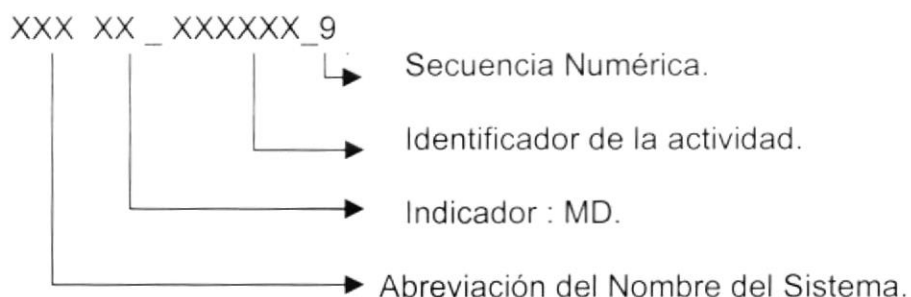 XXX XX _ XXXXXX_9
Secuencia Numérica.
Identificador de la actividad.
Indicador : MD.
Abreviación del Nombre del Sistema.